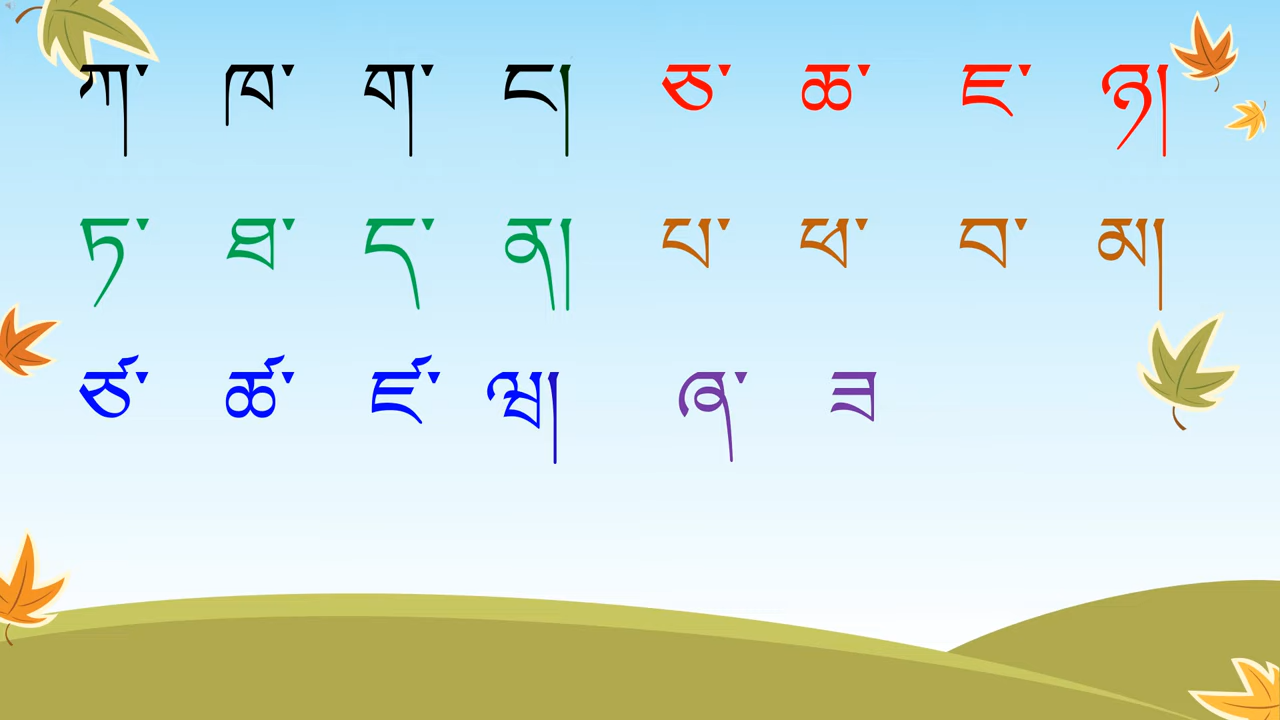 ཀ་ ཁ་ ག་ ང། ཅ་ ཆ་ ཇ་ ཉ།
ཏ་ ཐ་ ད་ ན། པ་ ཕ་ བ་ མ།
ཙ་ ཚ་ ཛ་ ཝ། ཞ་ ཟ